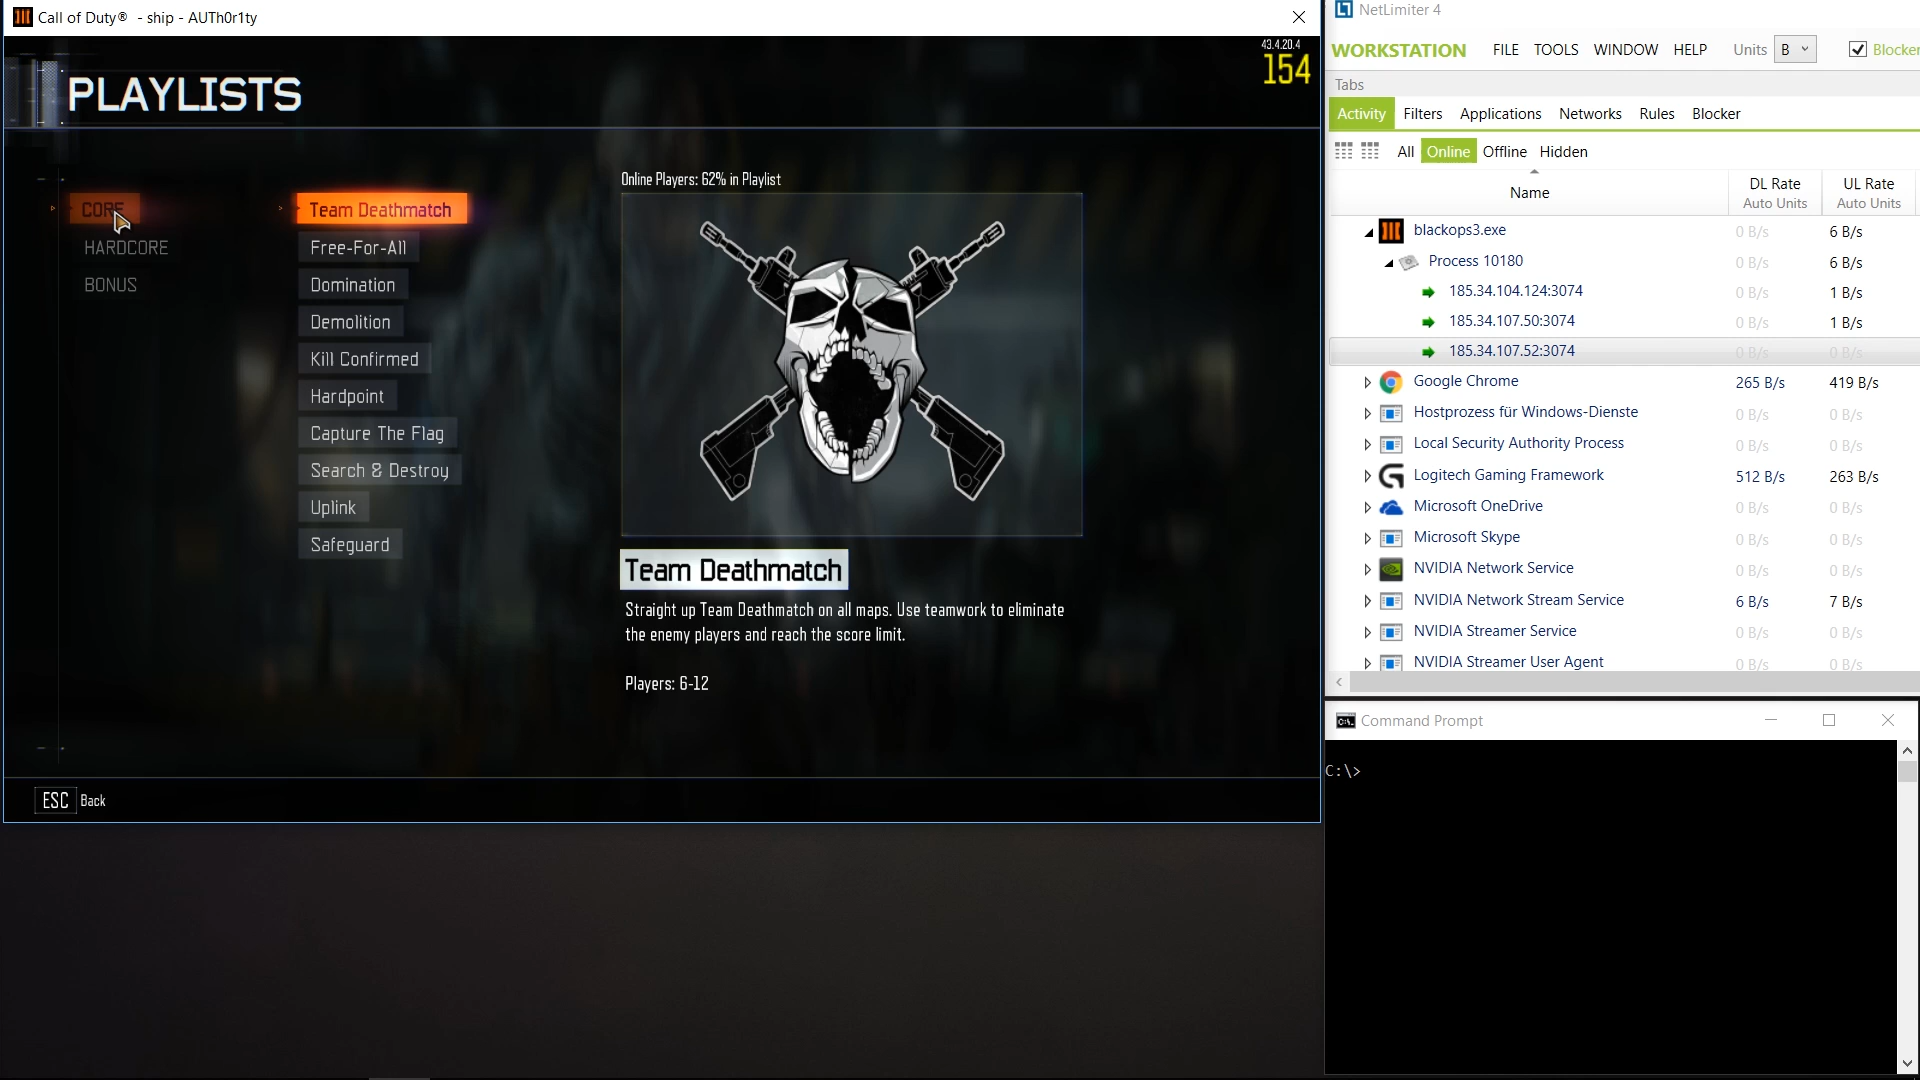 Call of Duty® - ship - AUTh0r1ty
43.4.20.4
154
PLAYLISTS
CORE
HARDCORE
BONUS
Team Deathmatch
Free-For-All
Domination
Demolition
Kill Confirmed
Hardpoint
Capture The Flag
Search & Destroy
Uplink
Safeguard
Online Players: 62% in Playlist
Team Deathmatch
Straight up Team Deathmatch on all maps. Use teamwork to eliminate
the enemy players and reach the score limit.
Players: 6-12
ESC Back
NetLimiter 4
WORKSTATION FILE TOOLS WINDOW HELP Units B Blocker
Tabs
Activity Filters Applications Networks Rules Blocker
All Online Offline Hidden
Name DL Rate UL Rate
Auto Units Auto Units
blackops3.exe 0 B/s 6 B/s
Process 10180 0 B/s 6 B/s
185.34.104.124:3074 0 B/s 1 B/s
185.34.107.50:3074 0 B/s 1 B/s
185.34.107.52:3074 0 B/s 0 B/s
Google Chrome 265 B/s 419 B/s
Hostprozess für Windows-Dienste 0 B/s 0 B/s
Local Security Authority Process 0 B/s 0 B/s
Logitech Gaming Framework 512 B/s 263 B/s
Microsoft OneDrive 0 B/s 0 B/s
Microsoft Skype 0 B/s 0 B/s
NVIDIA Network Service 0 B/s 0 B/s
NVIDIA Network Stream Service 6 B/s 7 B/s
NVIDIA Streamer Service 0 B/s 0 B/s
NVIDIA Streamer User Agent 0 B/s 0 B/s
Command Prompt
C:\>